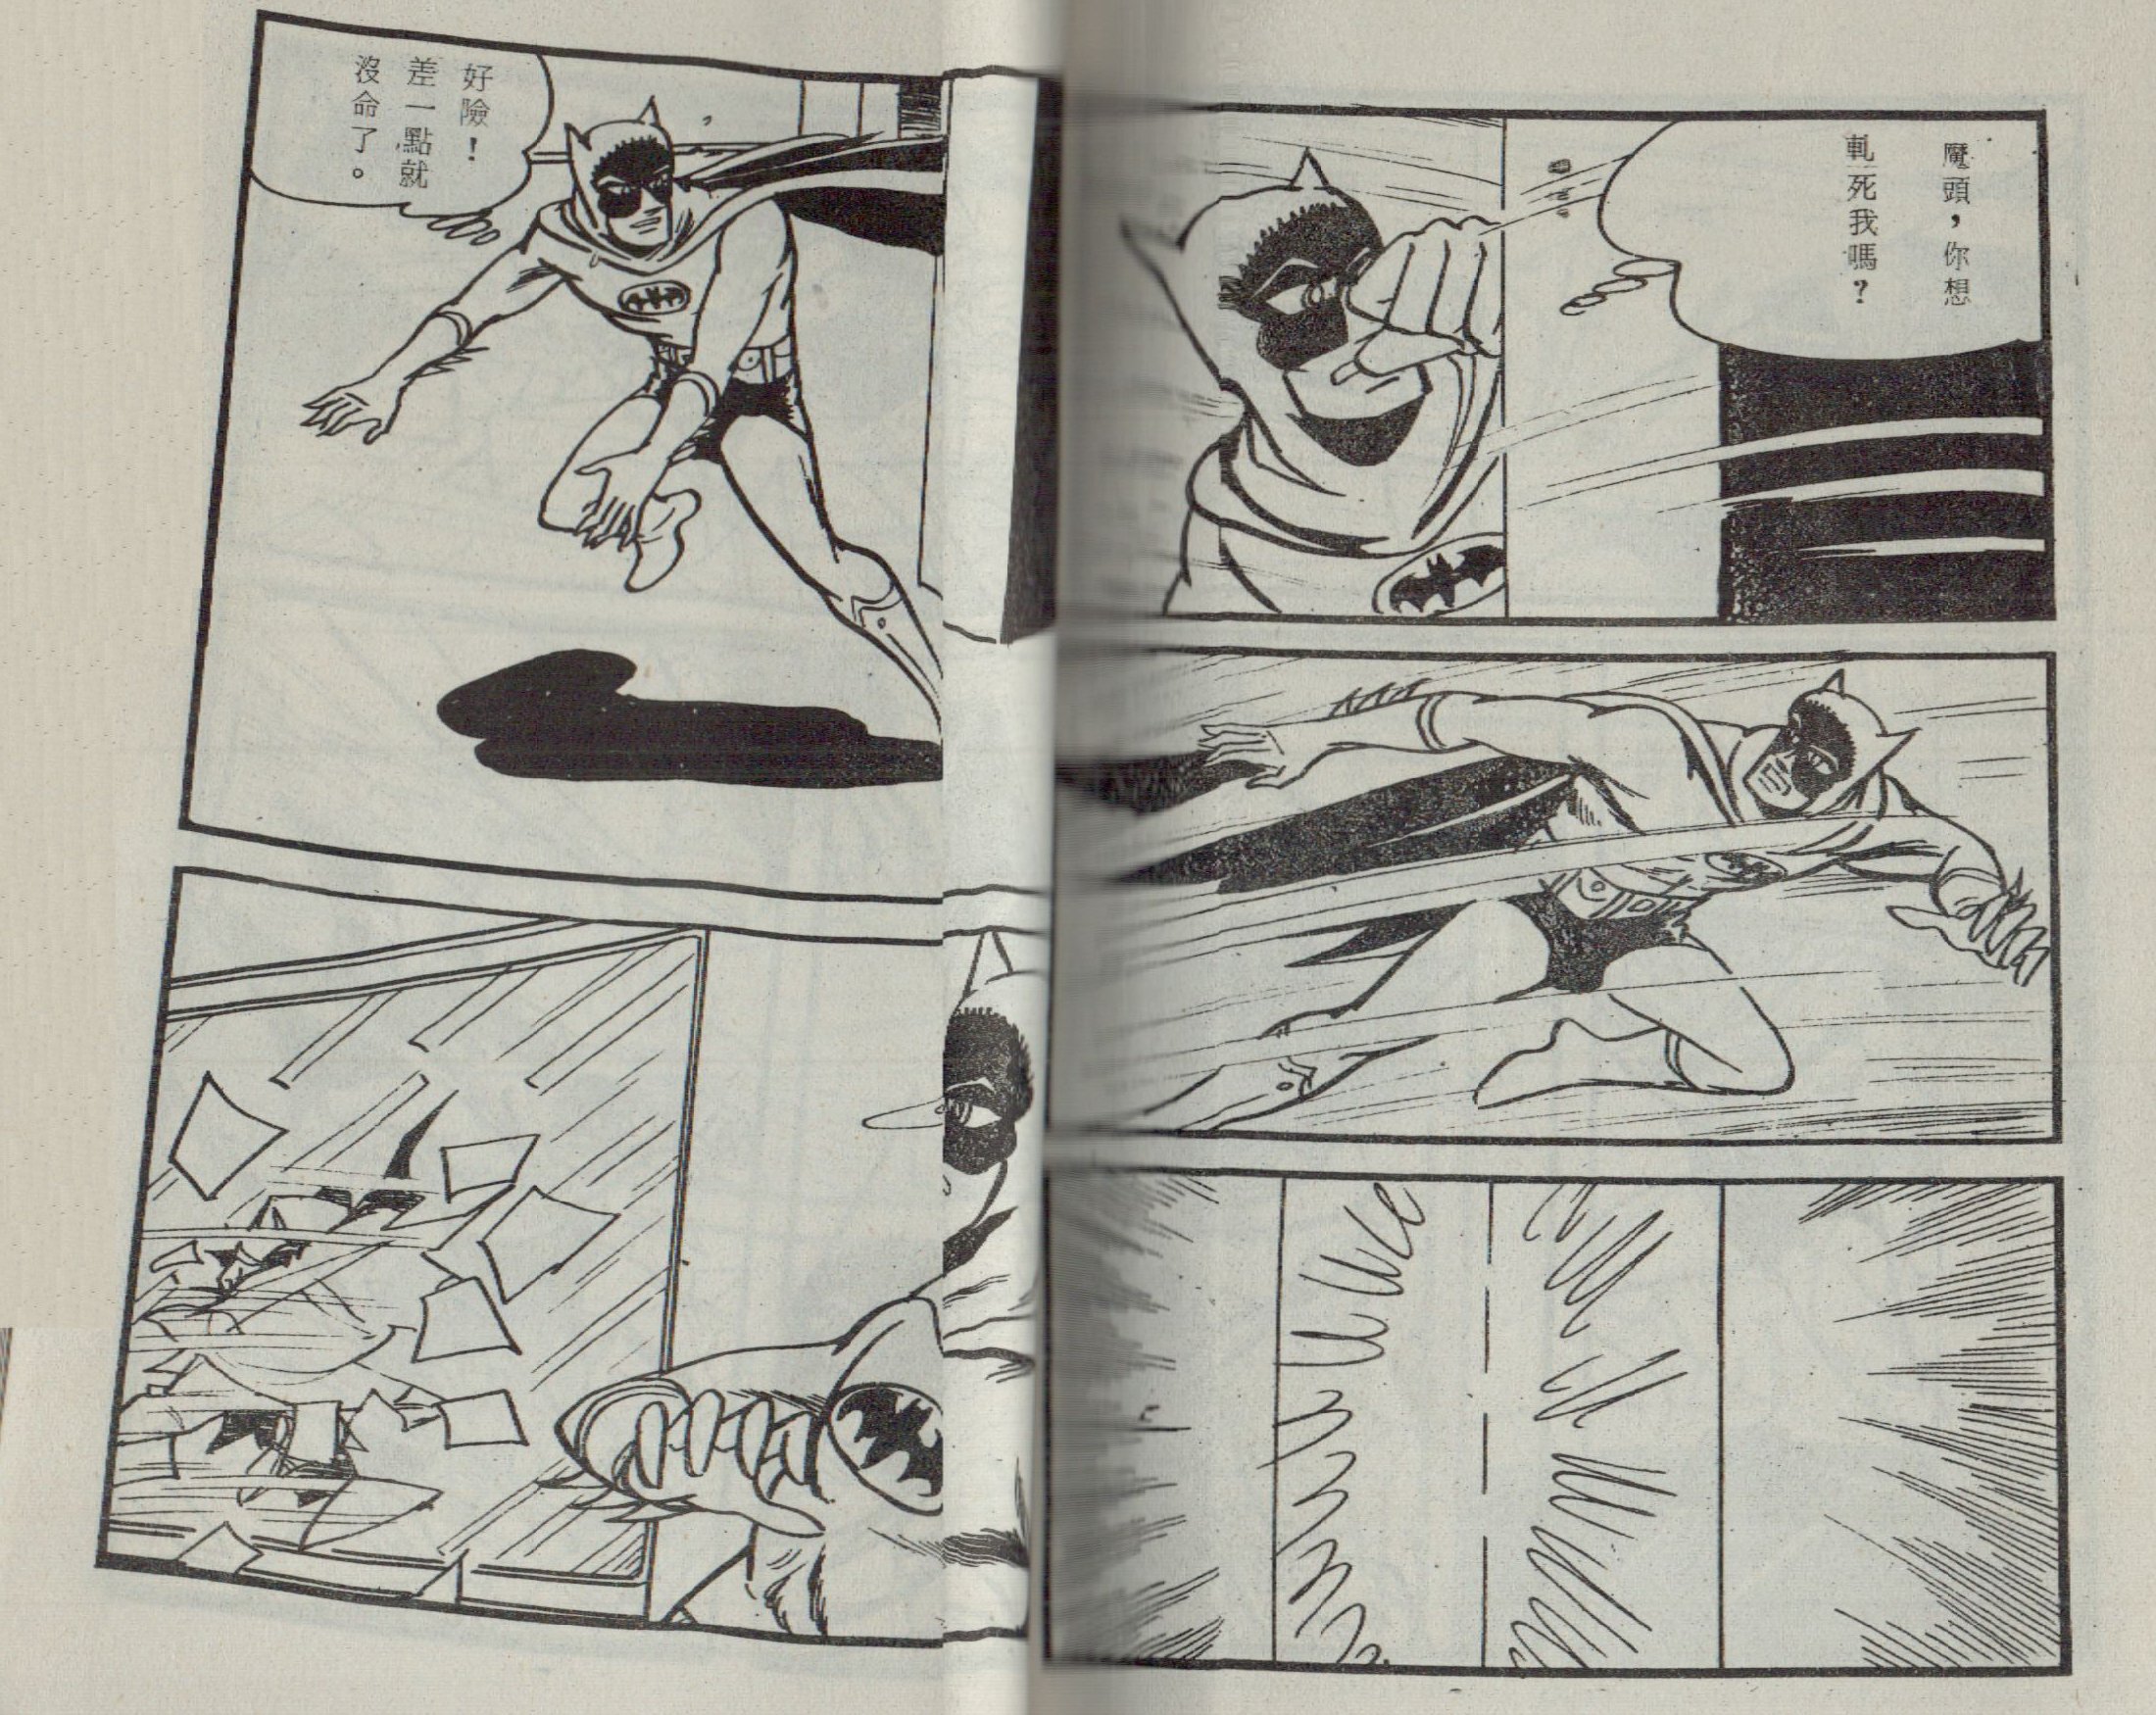 魔頭，你想
軋死我嗎？
好險！
差一點就
沒命了。